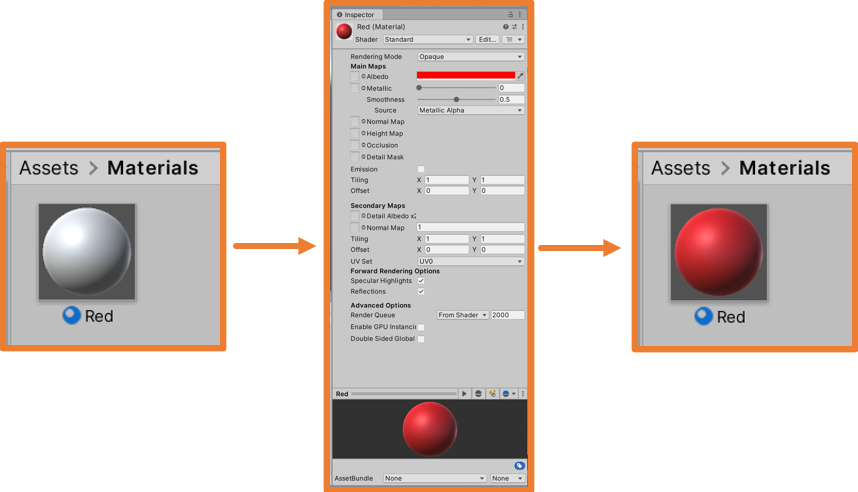 Assets > Materials
Red
Inspector
Red (Material)
Shader Standard Edit...
Rendering Mode Opaque
Main Maps
Albedo
Metallic 0
Smoothness 0.5
Source Metallic Alpha
Normal Map
Height Map
Occlusion
Detail Mask
Emission
Tiling X 1 Y 1
Offset X 0 Y 0
Secondary Maps
Detail Albedo x2
Normal Map 1
Tiling X 1 Y 1
Offset X 0 Y 0
UV Set UV0
Forward Rendering Options
Specular Highlights
Reflections
Advanced Options
Render Queue From Shader 2000
Enable GPU Instancin
Double Sided Global
Red
AssetBundle None None
Assets > Materials
Red